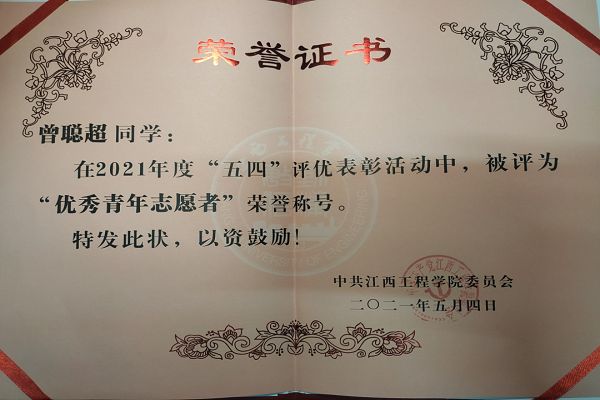 荣誉证书
曾聪超 同学：
在2021年度“五四”评优表彰活动中，被评为
“优秀青年志愿者”荣誉称号。
特发此状，以资鼓励！
中共江西工程学院委员会
二〇二一年五月四日